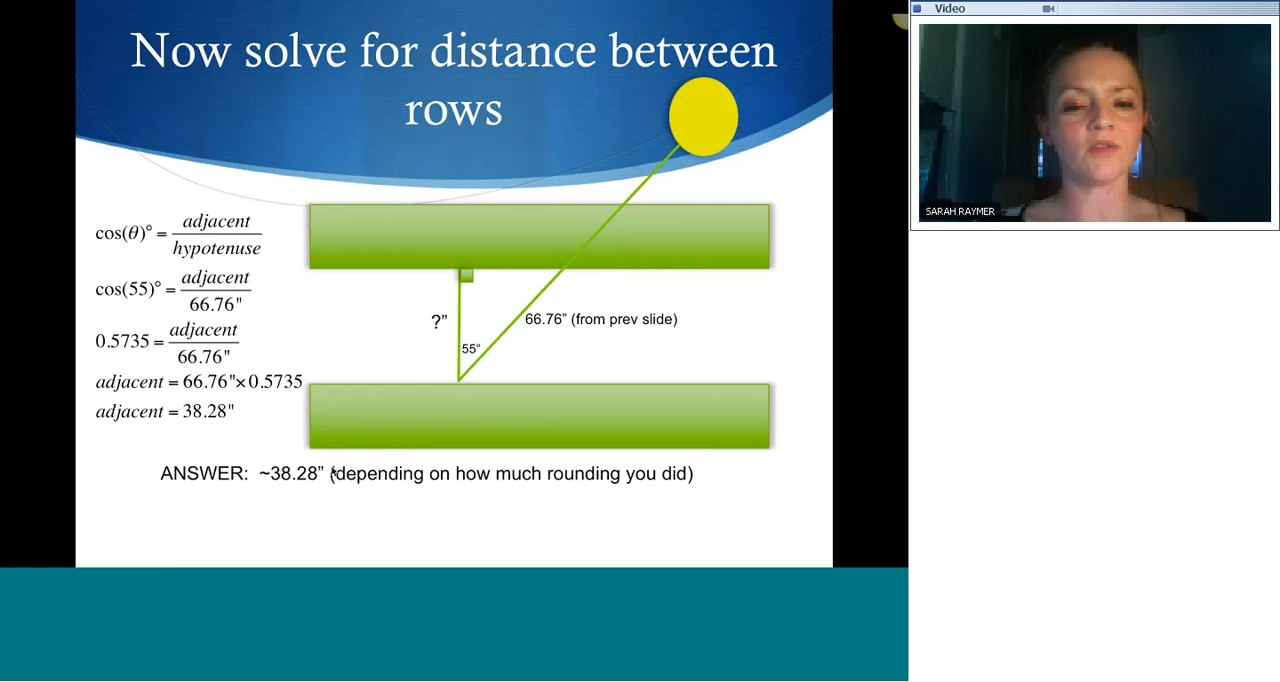 Now solve for distance between
rows
cos(θ)° = adjacent / hypotenuse
cos(55)° = adjacent / 66.76"
0.5735 = adjacent / 66.76"
adjacent = 66.76"×0.5735
adjacent = 38.28"
?”
66.76” (from prev slide)
55°
ANSWER: ~38.28” (depending on how much rounding you did)
Video
SARAH RAYMER